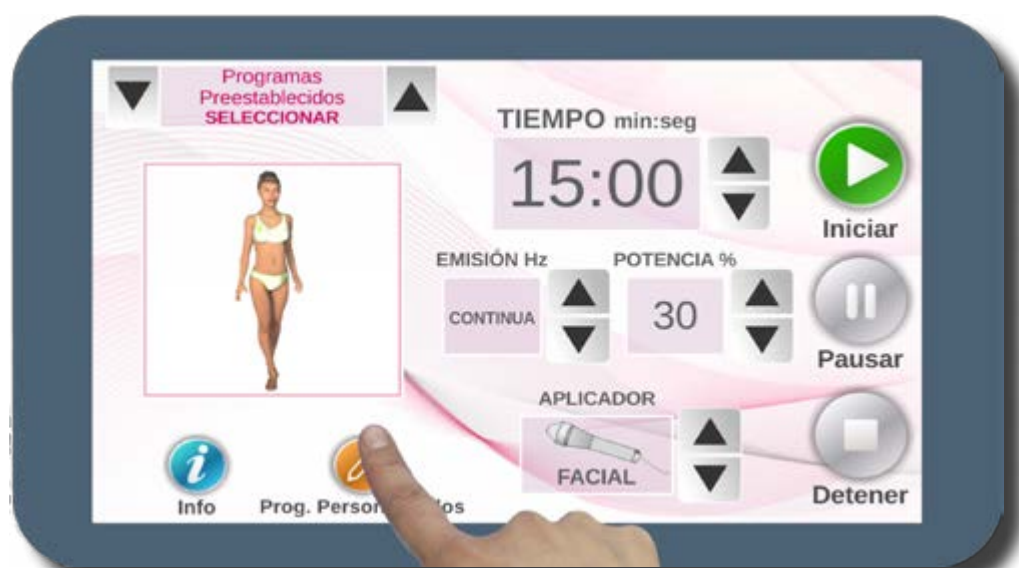 Programas
Preestablecidos
SELECCIONAR
TIEMPO min:seg
15:00
Iniciar
EMISIÓN Hz
POTENCIA %
CONTINUA
30
Pausar
APLICADOR
FACIAL
Detener
Info
Prog.